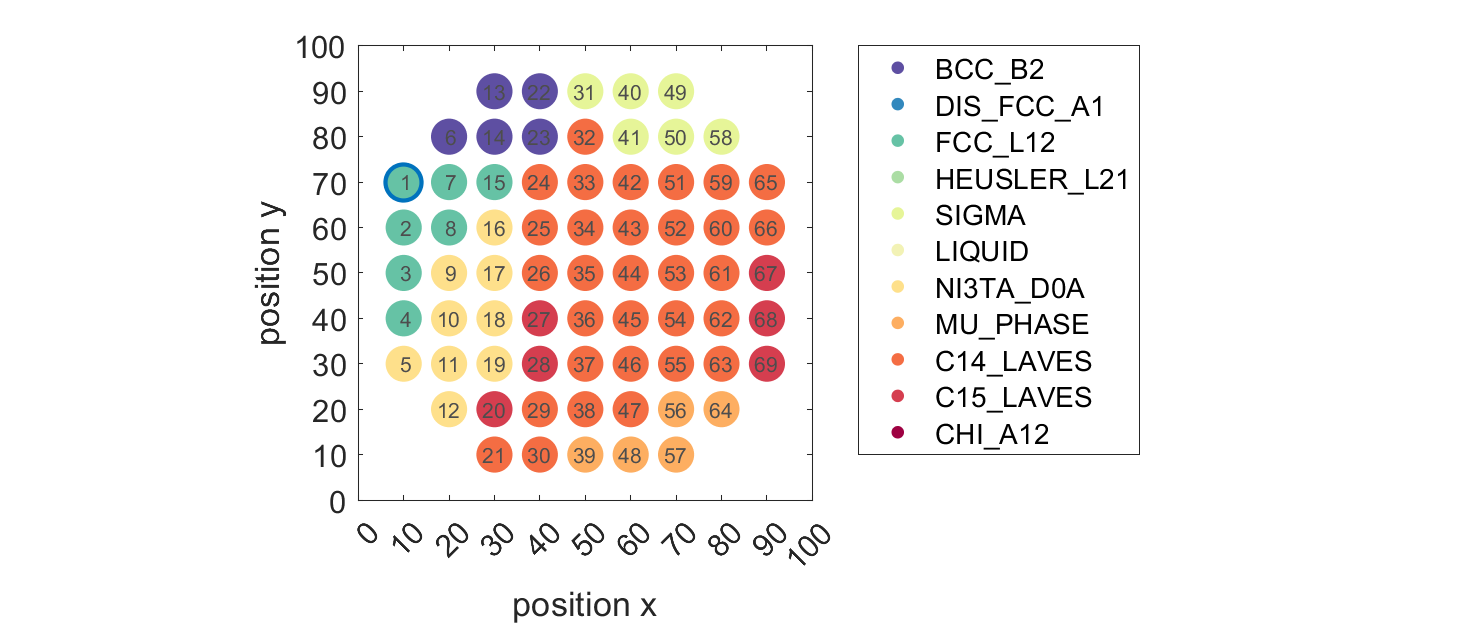 100
90
80
70
60
50
40
30
20
10
0
13 22 31 40 49
6 14 23 32 41 50 58
1 7 15 24 33 42 51 59 65
2 8 16 25 34 43 52 60 66
3 9 17 26 35 44 53 61 67
4 10 18 27 36 45 54 62 68
5 11 19 28 37 46 55 63 69
12 20 29 38 47 56 64
21 30 39 48 57
0 10 20 30 40 50 60 70 80 90 100
position x
position y
BCC_B2
DIS_FCC_A1
FCC_L12
HEUSLER_L21
SIGMA
LIQUID
NI3TA_D0A
MU_PHASE
C14_LAVES
C15_LAVES
CHI_A12